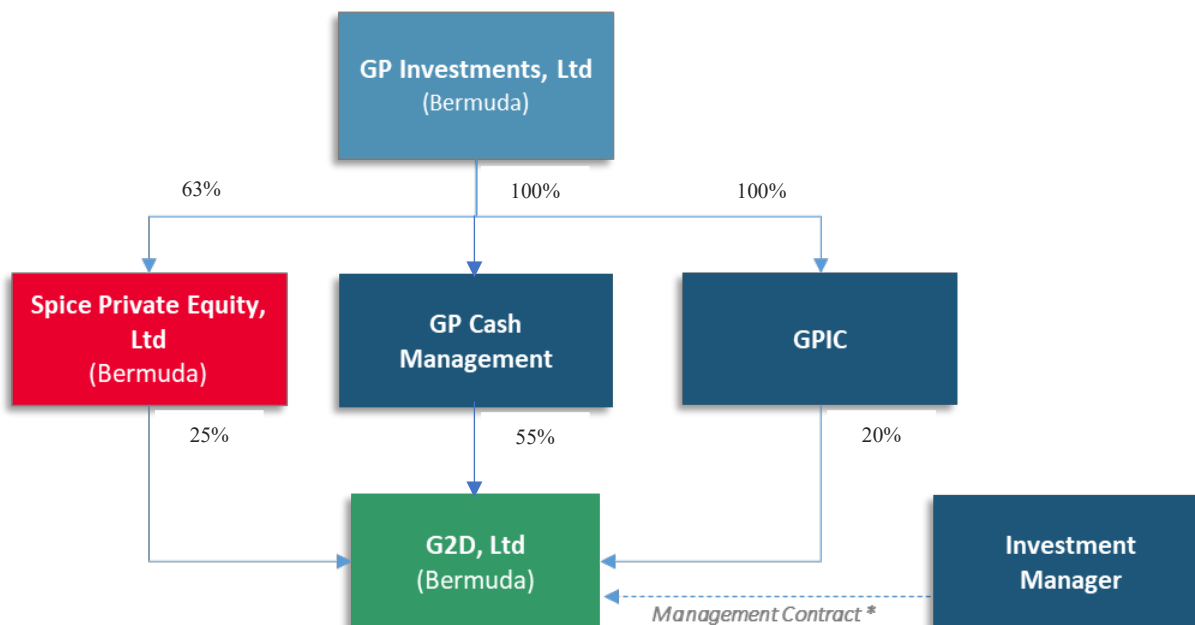 GP Investments, Ltd
(Bermuda)
63%
100%
100%
Spice Private Equity,
Ltd
(Bermuda)
GP Cash
Management
GPIC
25%
55%
20%
G2D, Ltd
(Bermuda)
Investment
Manager
Management Contract *